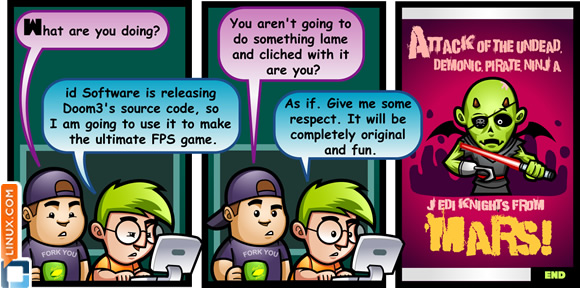 What are you doing?
id Software is releasing
Doom3's source code, so
I am going to use it to make
the ultimate FPS game.
FORK YOU
You aren't going to
do something lame
and cliched with it
are you?
As if. Give me some
respect. It will be
completely original
and fun.
FORK YOU
ATTACK OF THE UNDEAD,
DEMONIC, PIRATE, NINJA,
JEDI KNIGHTS FROM
MARS!
END
LINUX.COM